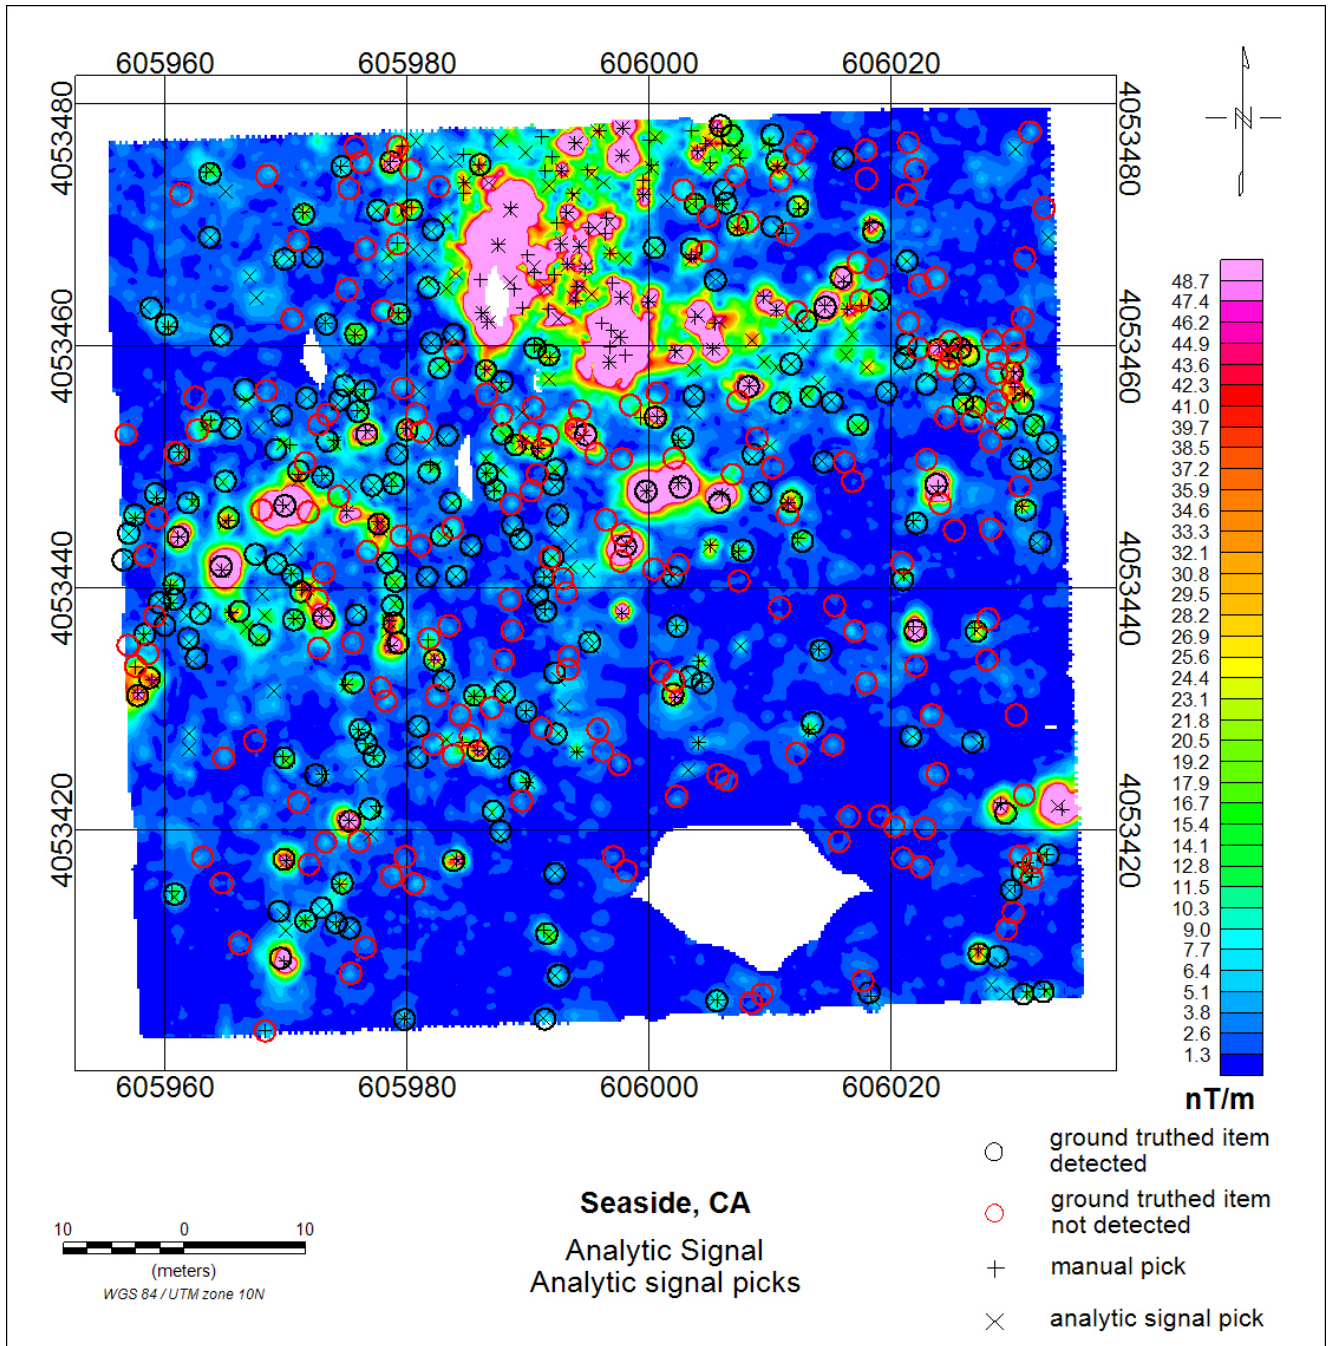 605960 605980 606000 606020
4053480 4053480
N
4053460 4053460
4053440 4053440
4053420 4053420
605960 605980 606000 606020
48.7
47.4
46.2
44.9
43.6
42.3
41.0
39.7
38.5
37.2
35.9
34.6
33.3
32.1
30.8
29.5
28.2
26.9
25.6
24.4
23.1
21.8
20.5
19.2
17.9
16.7
15.4
14.1
12.8
11.5
10.3
9.0
7.7
6.4
5.1
3.8
2.6
1.3
nT/m
ground truthed item
detected
ground truthed item
not detected
manual pick
analytic signal pick
Seaside, CA
Analytic Signal
Analytic signal picks
10 0 10
(meters)
WGS 84 / UTM zone 10N